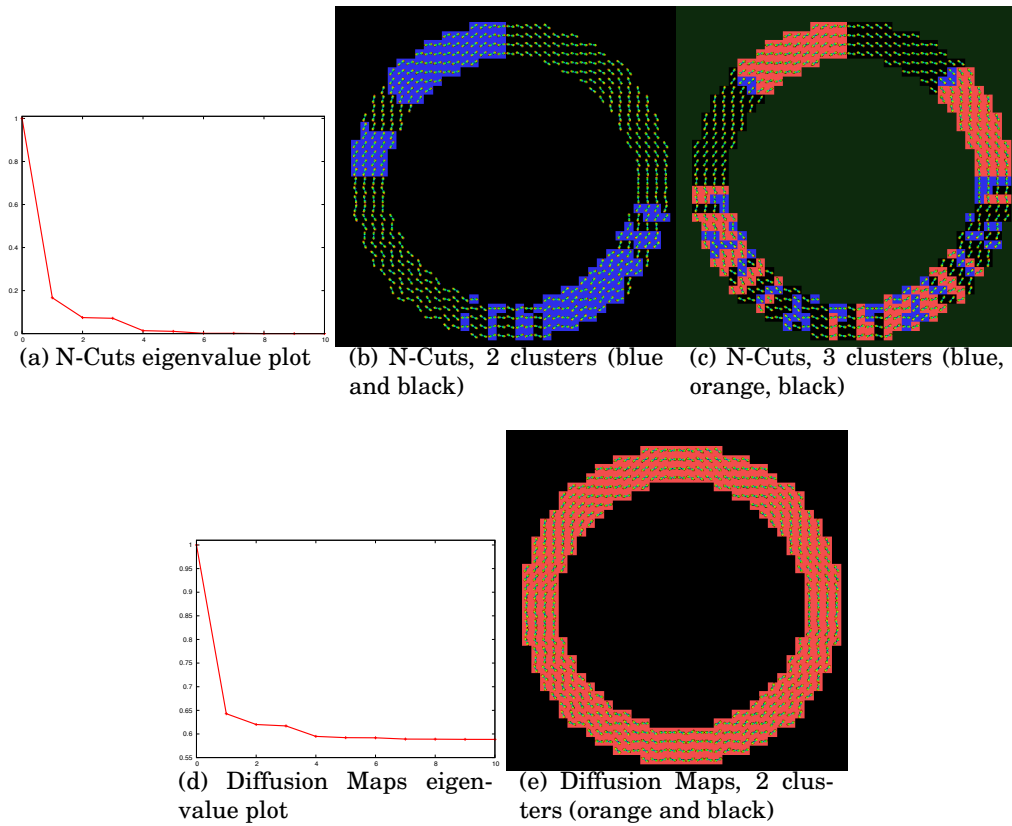 1
0.8
0.6
0.4
0.2
0
0 2 4 6 8 10
(a) N-Cuts eigenvalue plot
(b) N-Cuts, 2 clusters (blue
and black)
(c) N-Cuts, 3 clusters (blue,
orange, black)
1
0.95
0.9
0.85
0.8
0.75
0.7
0.65
0.6
0.55
0 2 4 6 8 10
(d) Diffusion Maps eigen-
value plot
(e) Diffusion Maps, 2 clus-
ters (orange and black)